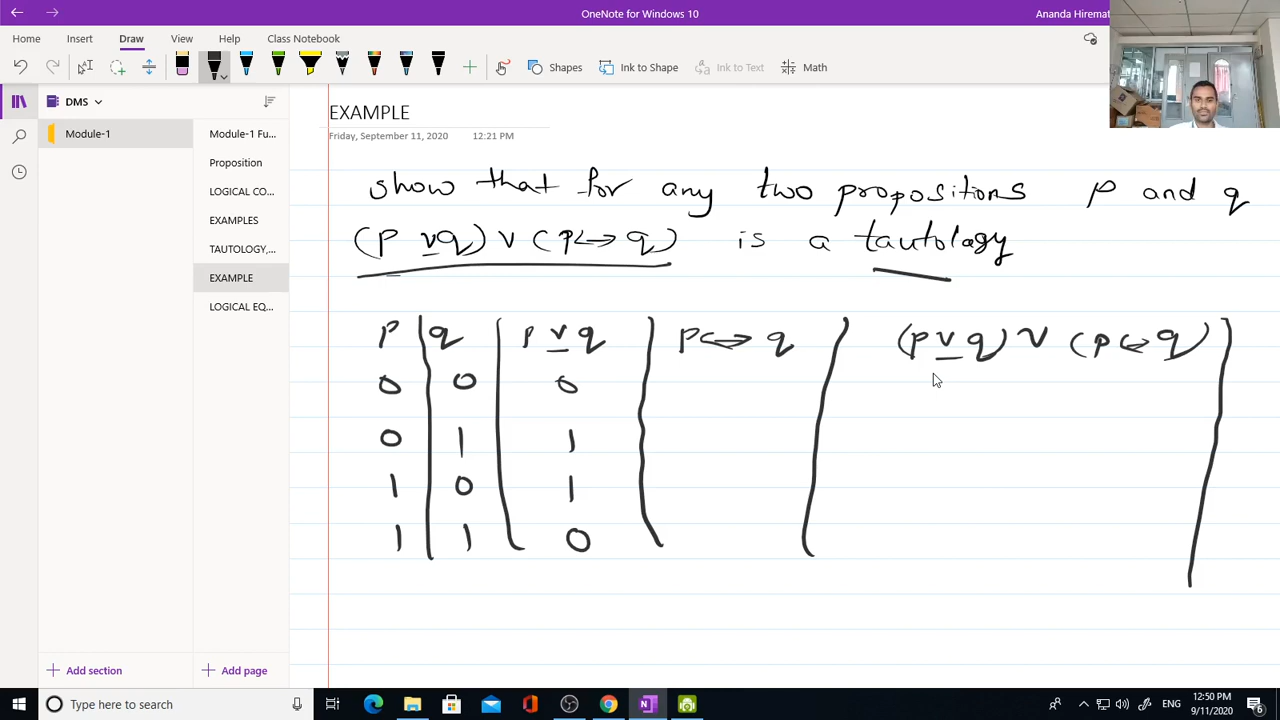 OneNote for Windows 10
Ananda Hiremat
Home Insert Draw View Help Class Notebook
Shapes Ink to Shape Ink to Text Math
DMS
Module-1
Module-1 Fu...
Proposition
LOGICAL CO...
EXAMPLES
TAUTOLOGY,...
EXAMPLE
LOGICAL EQ...
Add section
Add page
EXAMPLE
Friday, September 11, 2020 12:21 PM
show that for any two propositions p and q
(p ⊻ q) ∨ (p ↔ q) is a tautology
p q p ⊻ q p ↔ q (p ⊻ q) ∨ (p ↔ q)
0 0 0
0 1 1
1 0 1
1 1 0
Type here to search
ENG
12:50 PM
9/11/2020
6